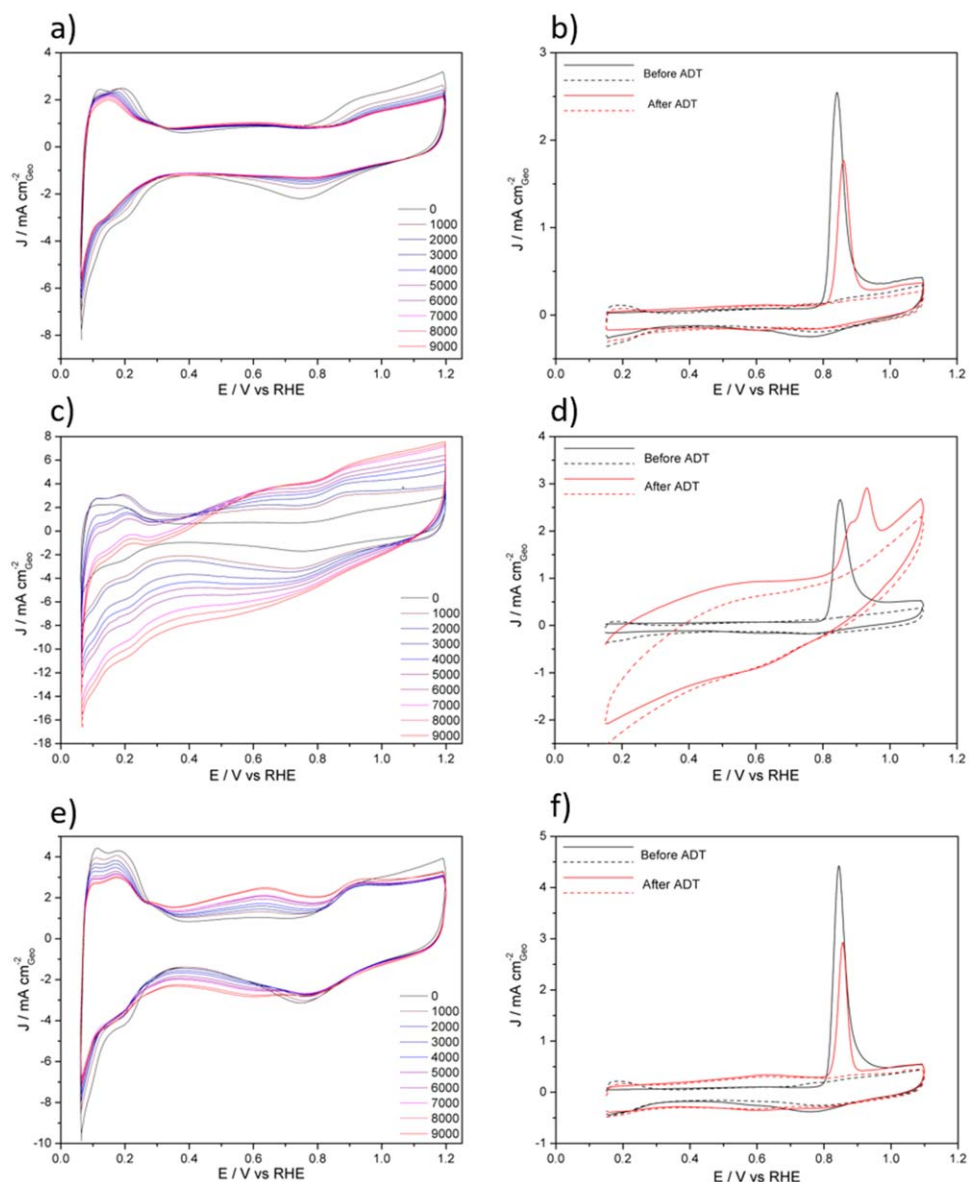 a)
J / mA cm⁻²Geo
4
2
0
-2
-4
-6
-8
0
1000
2000
3000
4000
5000
6000
7000
8000
9000
0.0 0.2 0.4 0.6 0.8 1.0 1.2
E / V vs RHE
b)
J / mA cm⁻²Geo
3
2
1
0
Before ADT
After ADT
0.0 0.2 0.4 0.6 0.8 1.0 1.2
E / V vs RHE
c)
J / mA cm⁻²Geo
8
6
4
2
0
-2
-4
-6
-8
-10
-12
-14
-16
-18
0
1000
2000
3000
4000
5000
6000
7000
8000
9000
0.0 0.2 0.4 0.6 0.8 1.0 1.2
E / V vs RHE
d)
J / mA cm⁻²Geo
4
3
2
1
0
-1
-2
Before ADT
After ADT
0.0 0.2 0.4 0.6 0.8 1.0 1.2
E / V vs RHE
e)
J / mA cm⁻²Geo
4
2
0
-2
-4
-6
-8
-10
0
1000
2000
3000
4000
5000
6000
7000
8000
9000
0.0 0.2 0.4 0.6 0.8 1.0 1.2
E / V vs RHE
f)
J / mA cm⁻²Geo
5
4
3
2
1
0
-1
Before ADT
After ADT
0.0 0.2 0.4 0.6 0.8 1.0 1.2
E / V vs RHE